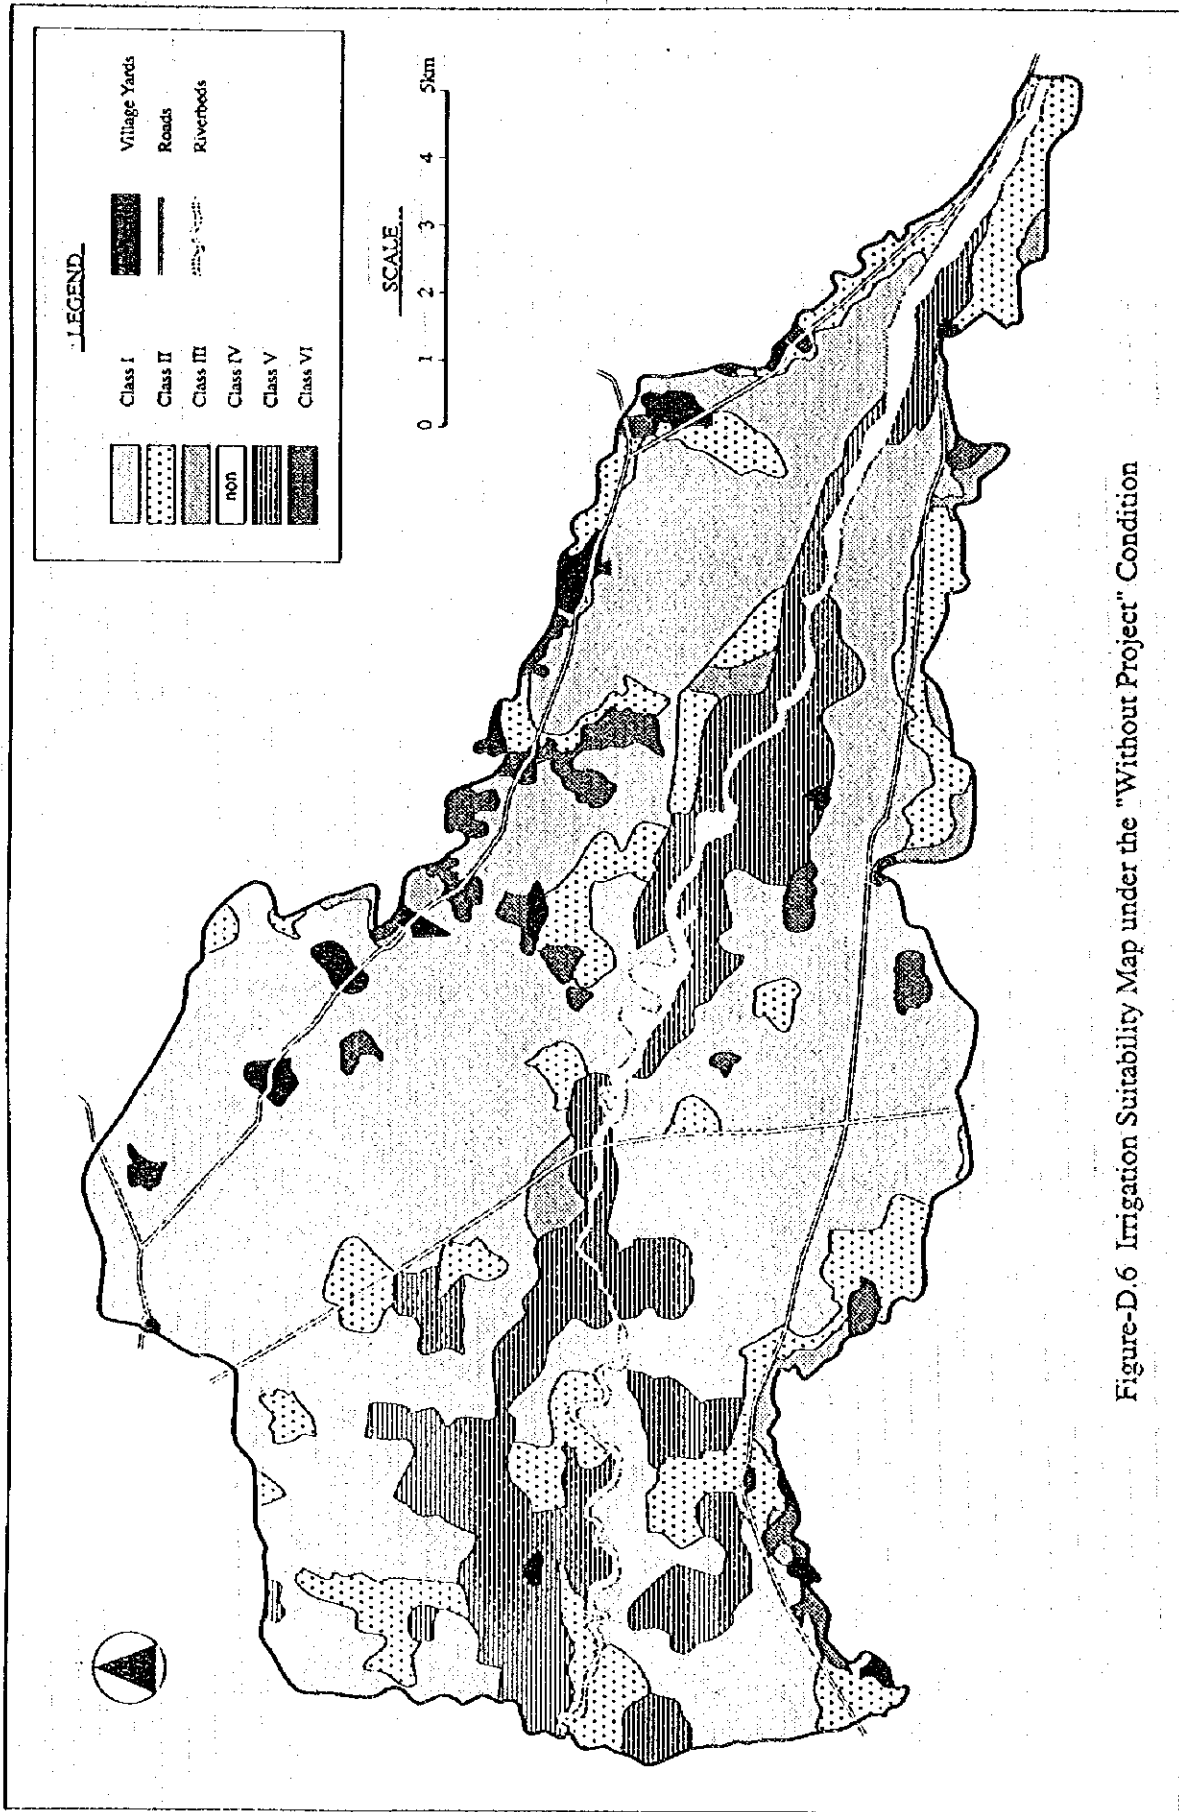 LEGEND
Class I
Class II
Class III
non Class IV
Class V
Class VI
Village Yards
Roads
Riverbeds
SCALE
0 1 2 3 4 5km
Figure-D.6 Irrigation Suitability Map under the "Without Project" Condition